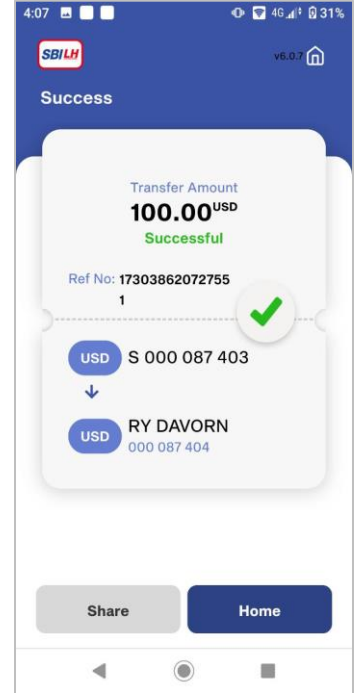 4:07 4G 31%
SBILH
v6.0.7
Success
Transfer Amount
100.00USD
Successful
Ref No: 17303862072755
1
USD S 000 087 403
USD RY DAVORN
000 087 404
Share Home